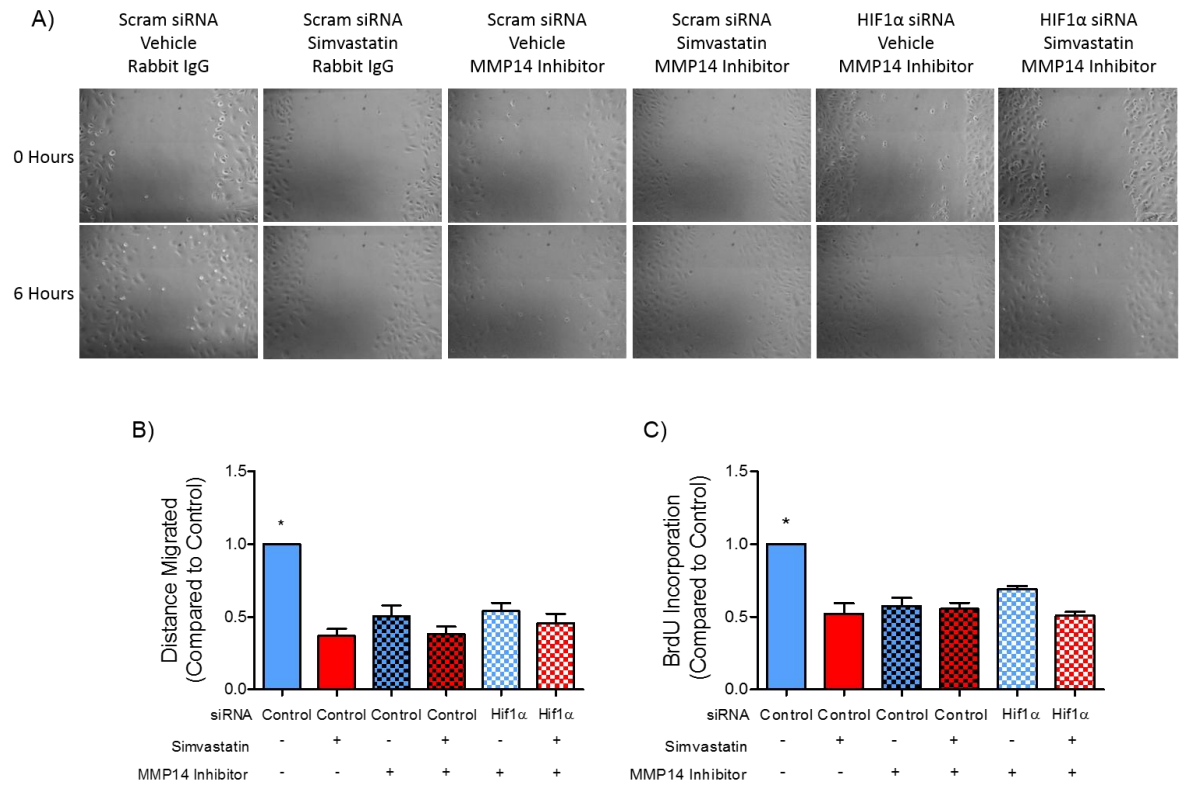 A)
Scram siRNA
Vehicle
Rabbit IgG
Scram siRNA
Simvastatin
Rabbit IgG
Scram siRNA
Vehicle
MMP14 Inhibitor
Scram siRNA
Simvastatin
MMP14 Inhibitor
HIF1α siRNA
Vehicle
MMP14 Inhibitor
HIF1α siRNA
Simvastatin
MMP14 Inhibitor
0 Hours
6 Hours
B)
Distance Migrated
(Compared to Control)
1.5
1.0
0.5
0.0
*
siRNA Control Control Control Control Hif1α Hif1α
Simvastatin - + - + - +
MMP14 Inhibitor - - + + + +
C)
BrdU Incorporation
(Compared to Control)
1.5
1.0
0.5
0.0
*
siRNA Control Control Control Control Hif1α Hif1α
Simvastatin - + - + - +
MMP14 Inhibitor - - + + + +